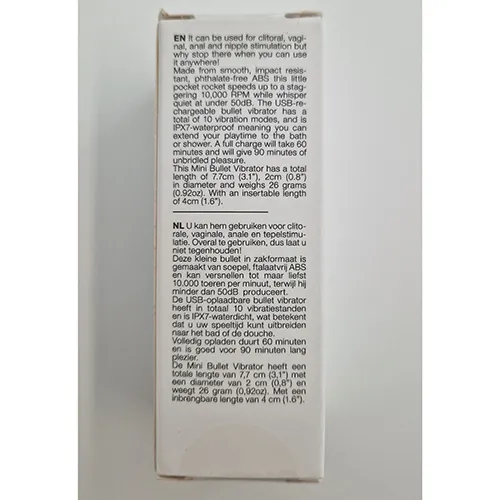 EN It can be used for clitoral, vagi-
nal, anal and nipple stimulation but
why stop there when you can use
it anywhere!
Made from smooth, impact resis-
tant, phthalate-free ABS this little
pocket rocket speeds up to a stag-
gering 10,000 RPM while whisper
quiet at under 50dB. The USB-re-
chargeable bullet vibrator has a
total of 10 vibration modes, and is
IPX7-waterproof meaning you can
extend your playtime to the bath
or shower. A full charge will take 60
minutes and will give 90 minutes of
unbridled pleasure.
This Mini Bullet Vibrator has a total
length of 7.7cm (3.1"), 2cm (0.8")
in diameter and weighs 26 grams
(0.92oz). With an insertable length
of 4cm (1.6").
NL U kan hem gebruiken voor clito-
rale, vaginale, anale en tepelstimu-
latie. Overal te gebruiken, dus laat u
niet tegenhouden!
Deze kleine bullet in zakformaat is
gemaakt van soepel, ftalaatvrij ABS
en kan versnellen tot maar liefst
10.000 toeren per minuut, terwijl hij
minder dan 50dB produceert.
De USB-oplaadbare bullet vibrator
heeft in totaal 10 vibratiestanden
en is IPX7-waterdicht, wat betekent
dat u uw speeltijd kunt uitbreiden
naar het bad of de douche.
Volledig opladen duurt 60 minuten
en is goed voor 90 minuten lang
plezier.
De Mini Bullet Vibrator heeft een
totale lengte van 7,7 cm (3,1") met
een diameter van 2 cm (0,8") en
weegt 26 gram (0,92oz). Met een
inbrengbare lengte van 4 cm (1.6").